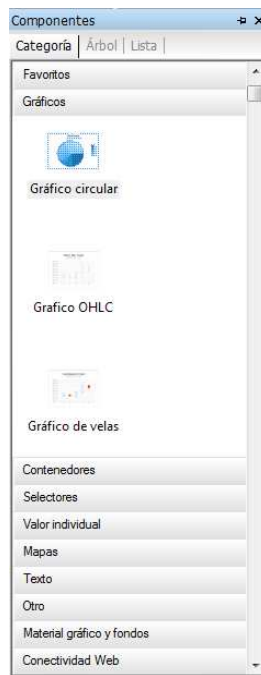 Componentes
Categoría Árbol Lista
Favoritos
Gráficos
Gráfico circular
Grafico OHLC
Gráfico de velas
Contenedores
Selectores
Valor individual
Mapas
Texto
Otro
Material gráfico y fondos
Conectividad Web